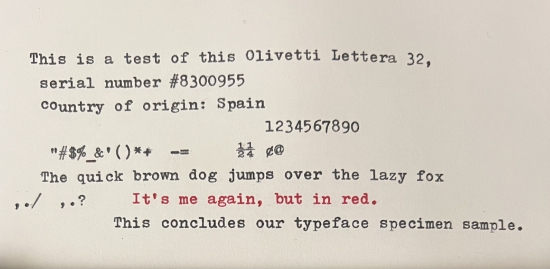 This is a test of this Olivetti Lettera 32,
serial number #8300955
country of origin: Spain
1234567890
"#$%_&'()*+ -= ½¼ ¢@
The quick brown dog jumps over the lazy fox
,./ ,.? It's me again, but in red.
This concludes our typeface specimen sample.